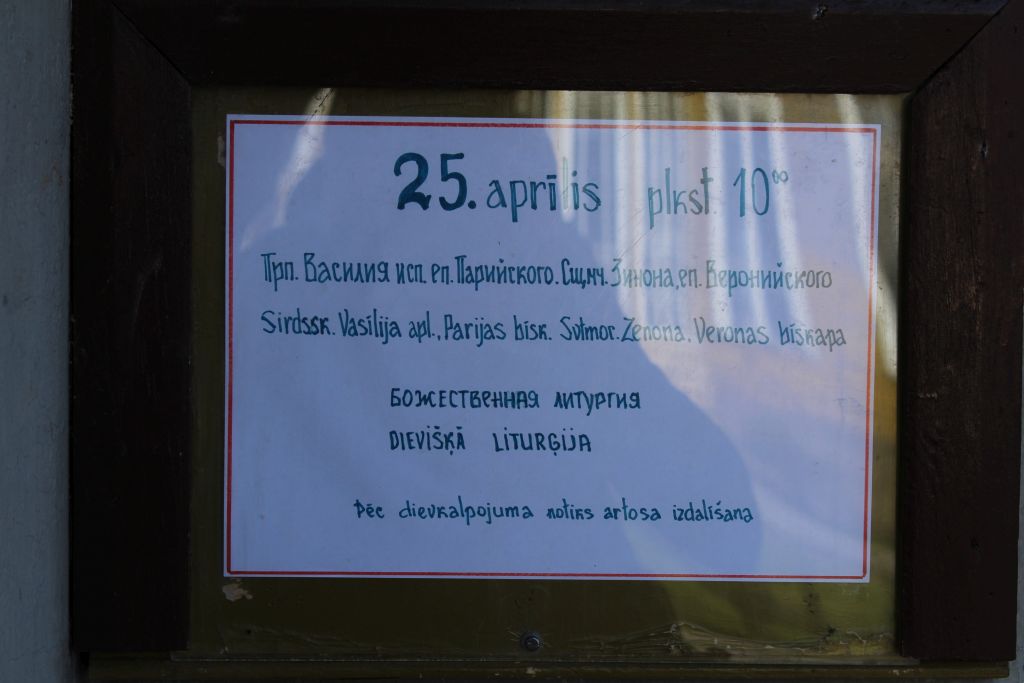 25. aprīlis plkst. 10⁰⁰
Прп. Василия исп. еп. Парийского. Сщмч. Зинона, еп. Веронийского
Sirdssk. Vasīlija apl., Parijas bīsk. Svtmoc. Zenona, Veronas bīskapa
БОЖЕСТВЕННАЯ ЛИТУРГИЯ
DIEVIŠĶĀ LITURĢIJA
Pēc dievkalpojuma notiks artosa izdalīšana